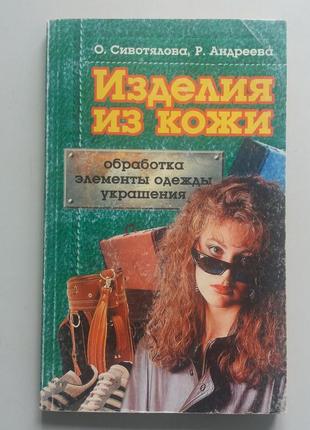 О. Сивотялова, Р. Андреева
Изделия
из кожи
обработка
элементы одежды
украшения